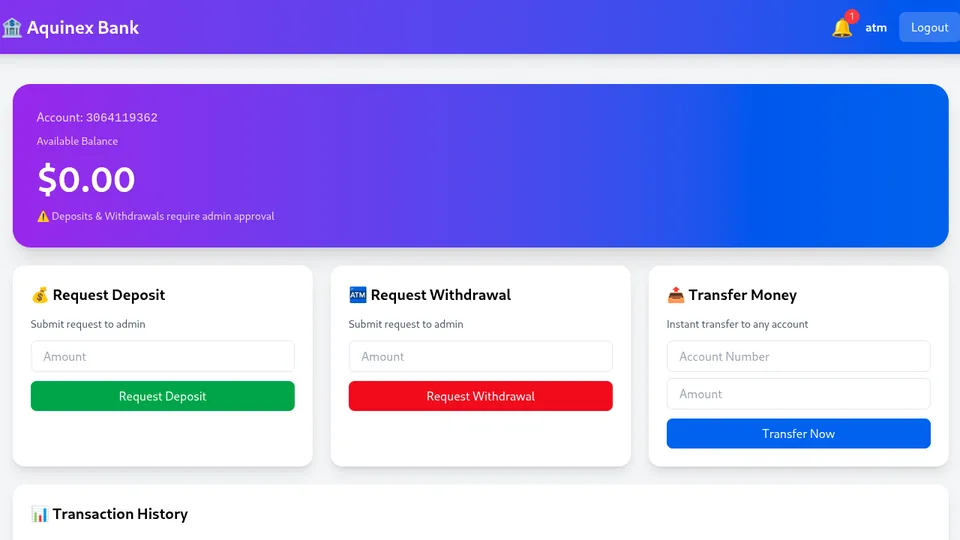 🏦 Aquinex Bank
🔔 1 atm Logout
Account: 3064119362
Available Balance
$0.00
⚠️ Deposits & Withdrawals require admin approval
💰 Request Deposit
Submit request to admin
Amount
Request Deposit
🏧 Request Withdrawal
Submit request to admin
Amount
Request Withdrawal
📤 Transfer Money
Instant transfer to any account
Account Number
Amount
Transfer Now
📊 Transaction History